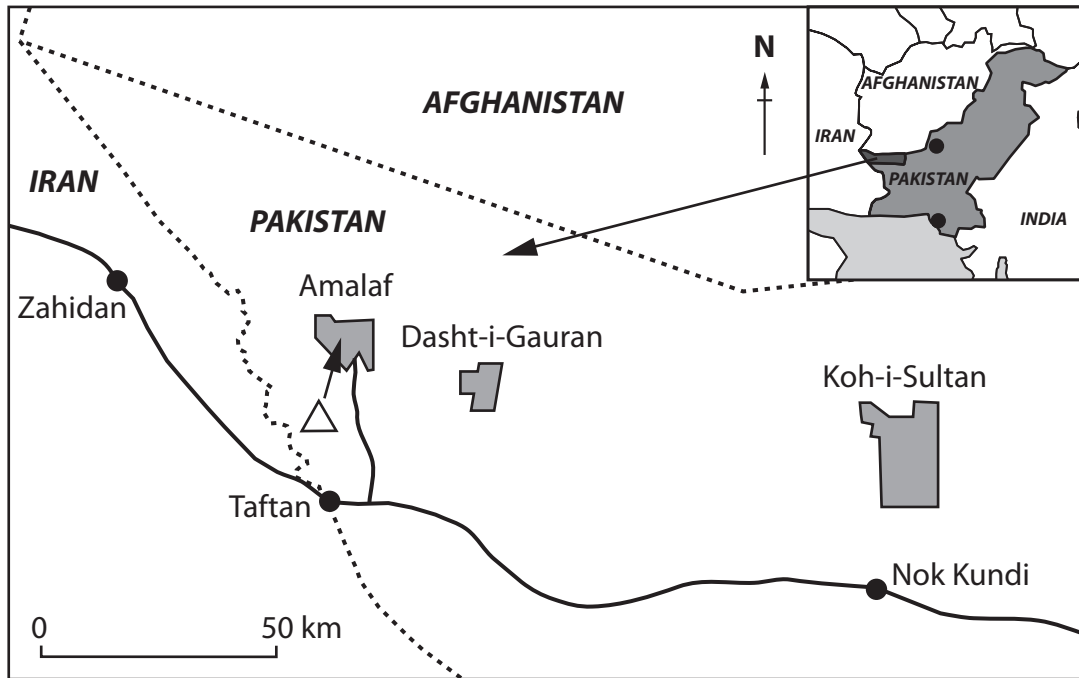 N
AFGHANISTAN
AFGHANISTAN
IRAN
PAKISTAN
INDIA
IRAN
PAKISTAN
Amalaf
Zahidan
Dasht-i-Gauran
Koh-i-Sultan
Taftan
Nok Kundi
0 50 km